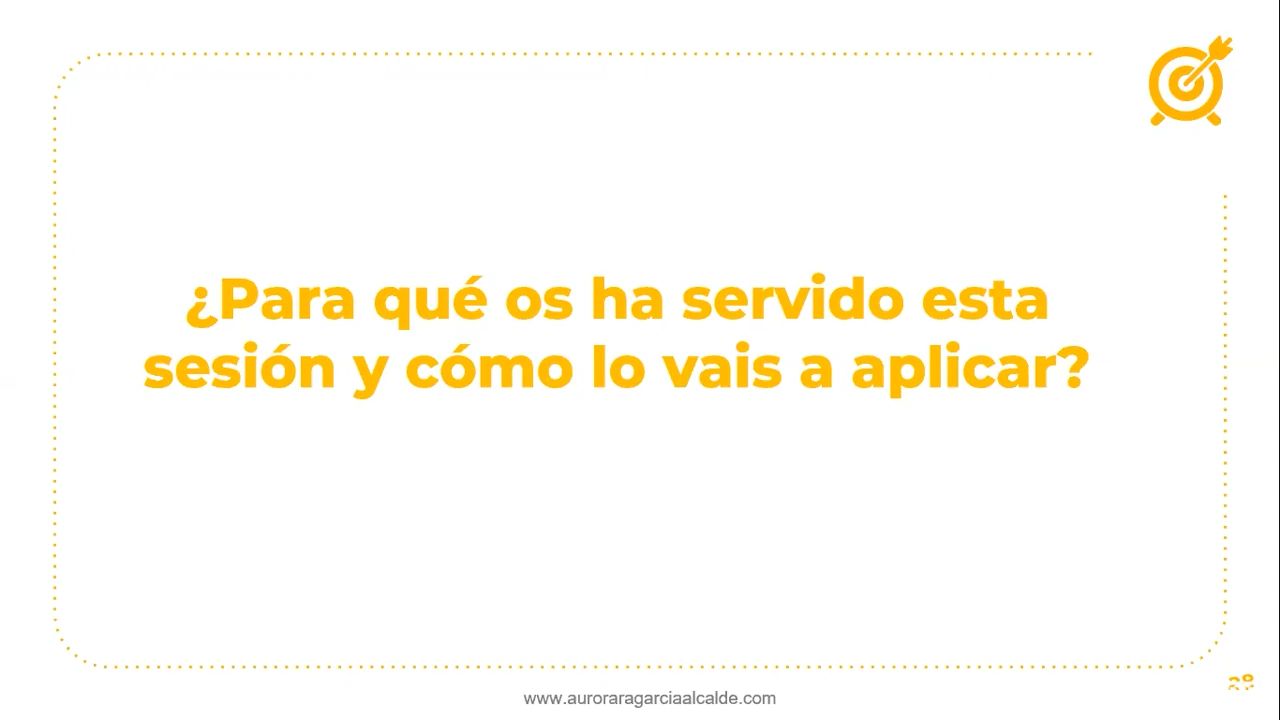 ¿Para qué os ha servido esta
sesión y cómo lo vais a aplicar?
www.auroraragarciaalcalde.com